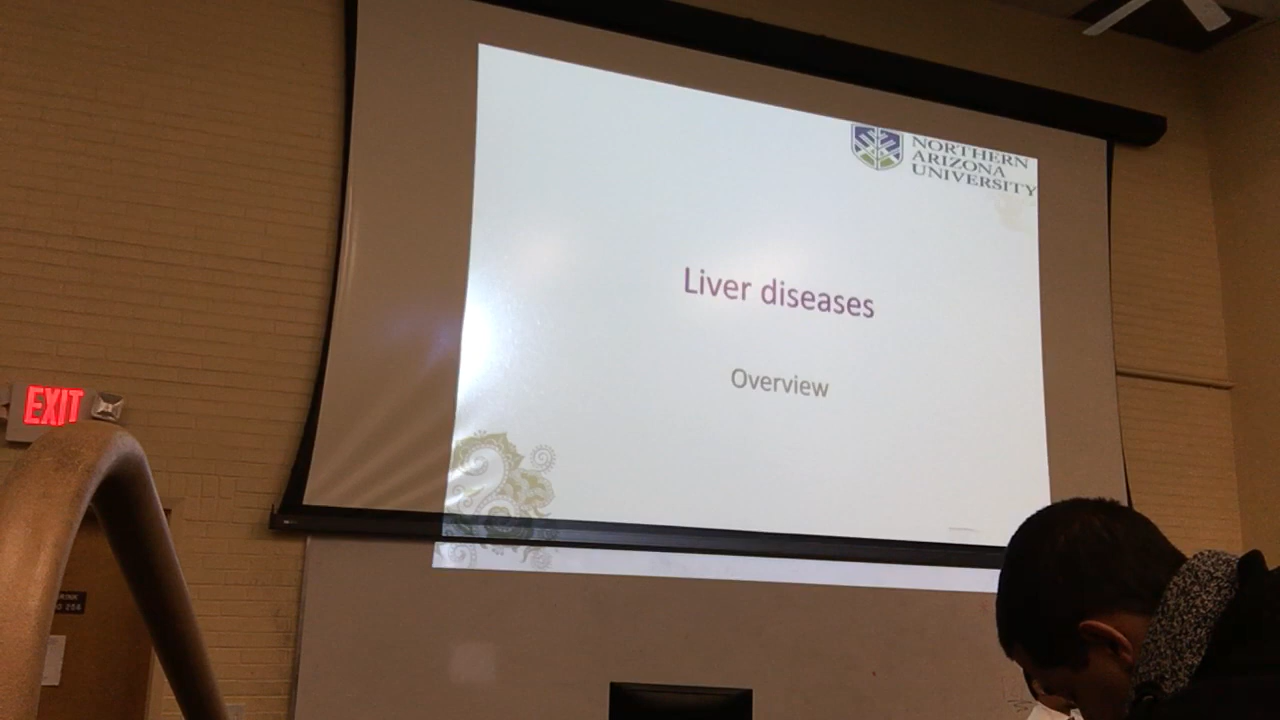 NORTHERN
ARIZONA
UNIVERSITY
Liver diseases
Overview
EXIT